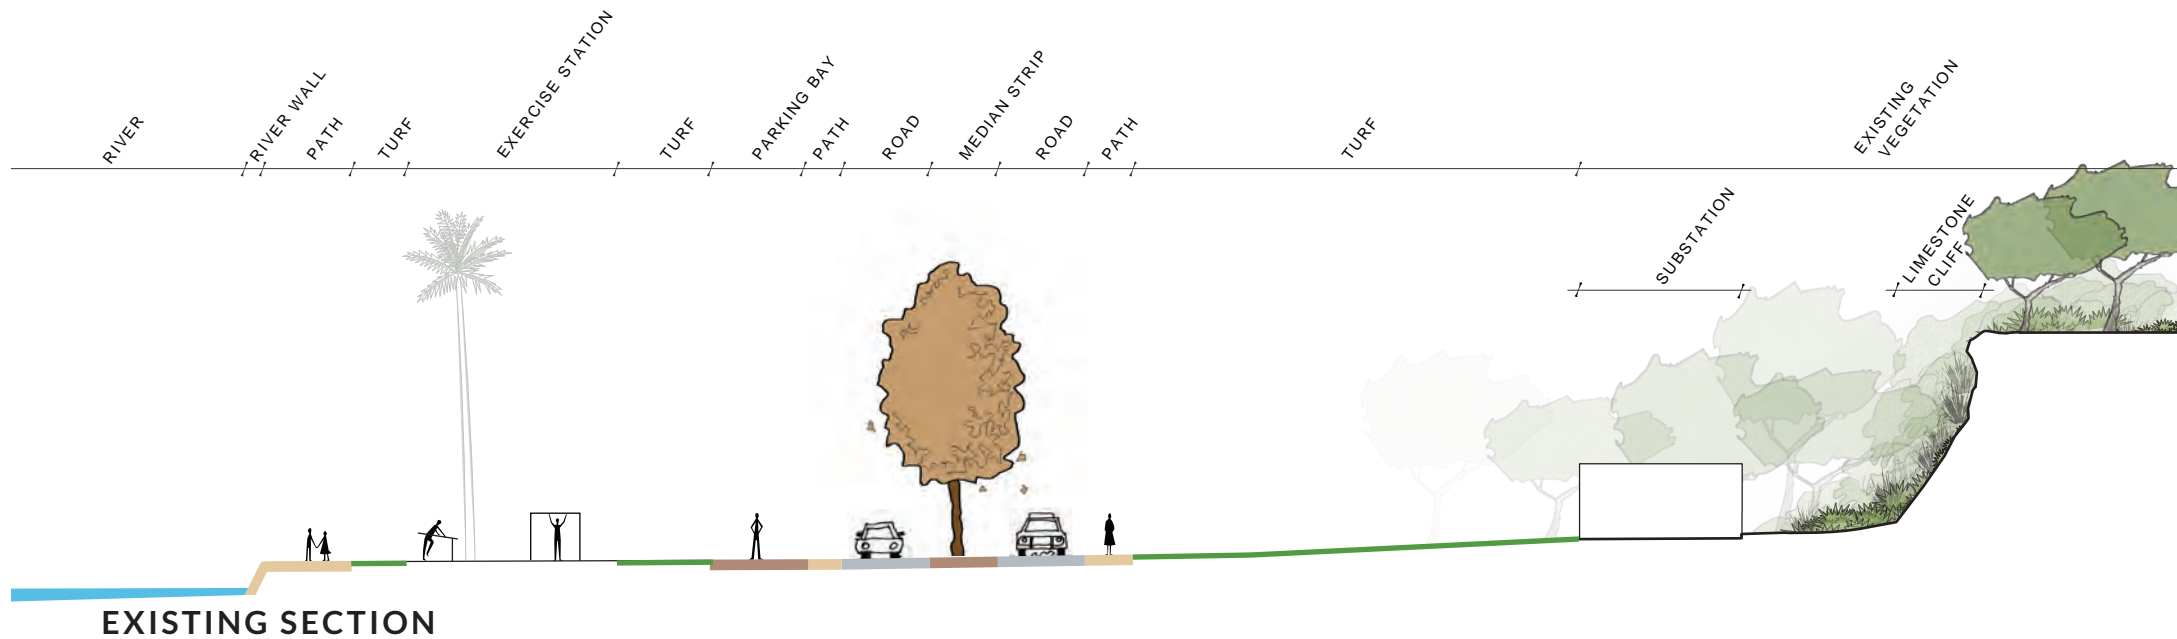 RIVER
RIVER WALL
PATH
TURF
EXERCISE STATION
TURF
PARKING BAY
PATH
ROAD
MEDIAN STRIP
ROAD
PATH
TURF
EXISTING
VEGETATION
SUBSTATION
LIMESTONE
CLIFF
EXISTING SECTION